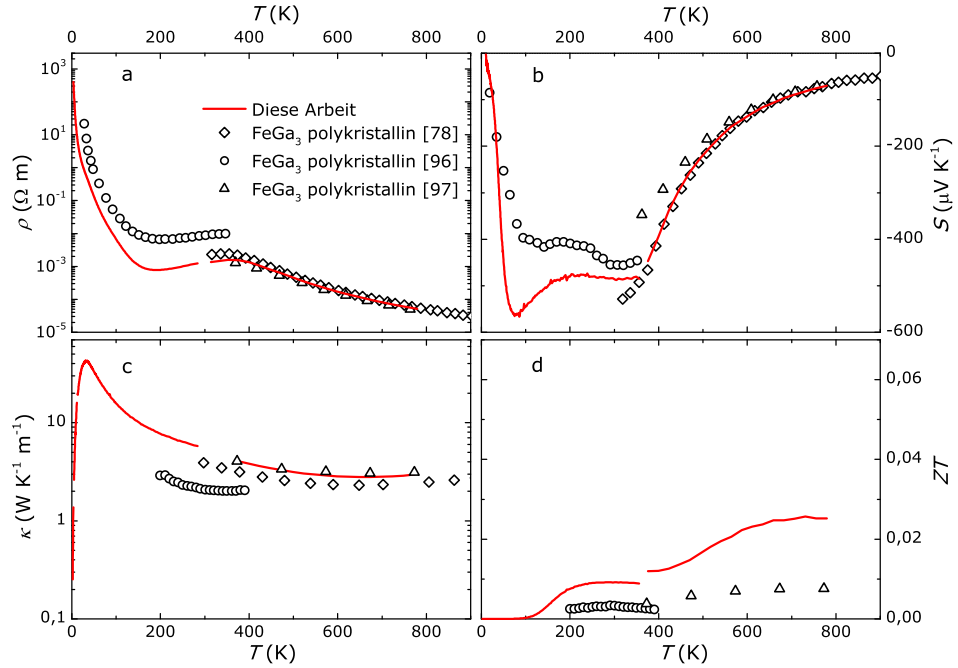 T (K) T (K)
0 200 400 600 800 0 200 400 600 800
a
b
10³
10¹
10⁻¹
10⁻³
10⁻⁵
ρ (Ω m)
Diese Arbeit
FeGa₃ polykristallin [78]
FeGa₃ polykristallin [96]
FeGa₃ polykristallin [97]
0
-200
-400
-600
S (μV K⁻¹)
c
d
10
1
0,1
κ (W K⁻¹ m⁻¹)
0,06
0,04
0,02
0,00
ZT
0 200 400 600 800 0 200 400 600 800
T (K) T (K)